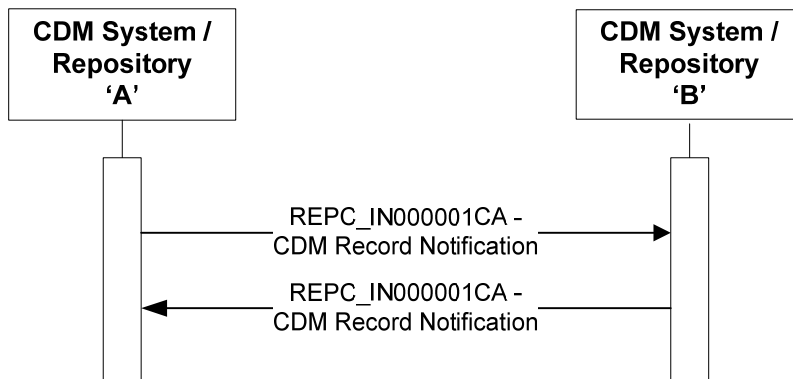 CDM System /
Repository
‘A’
CDM System /
Repository
‘B’
REPC_IN000001CA -
CDM Record Notification
REPC_IN000001CA -
CDM Record Notification